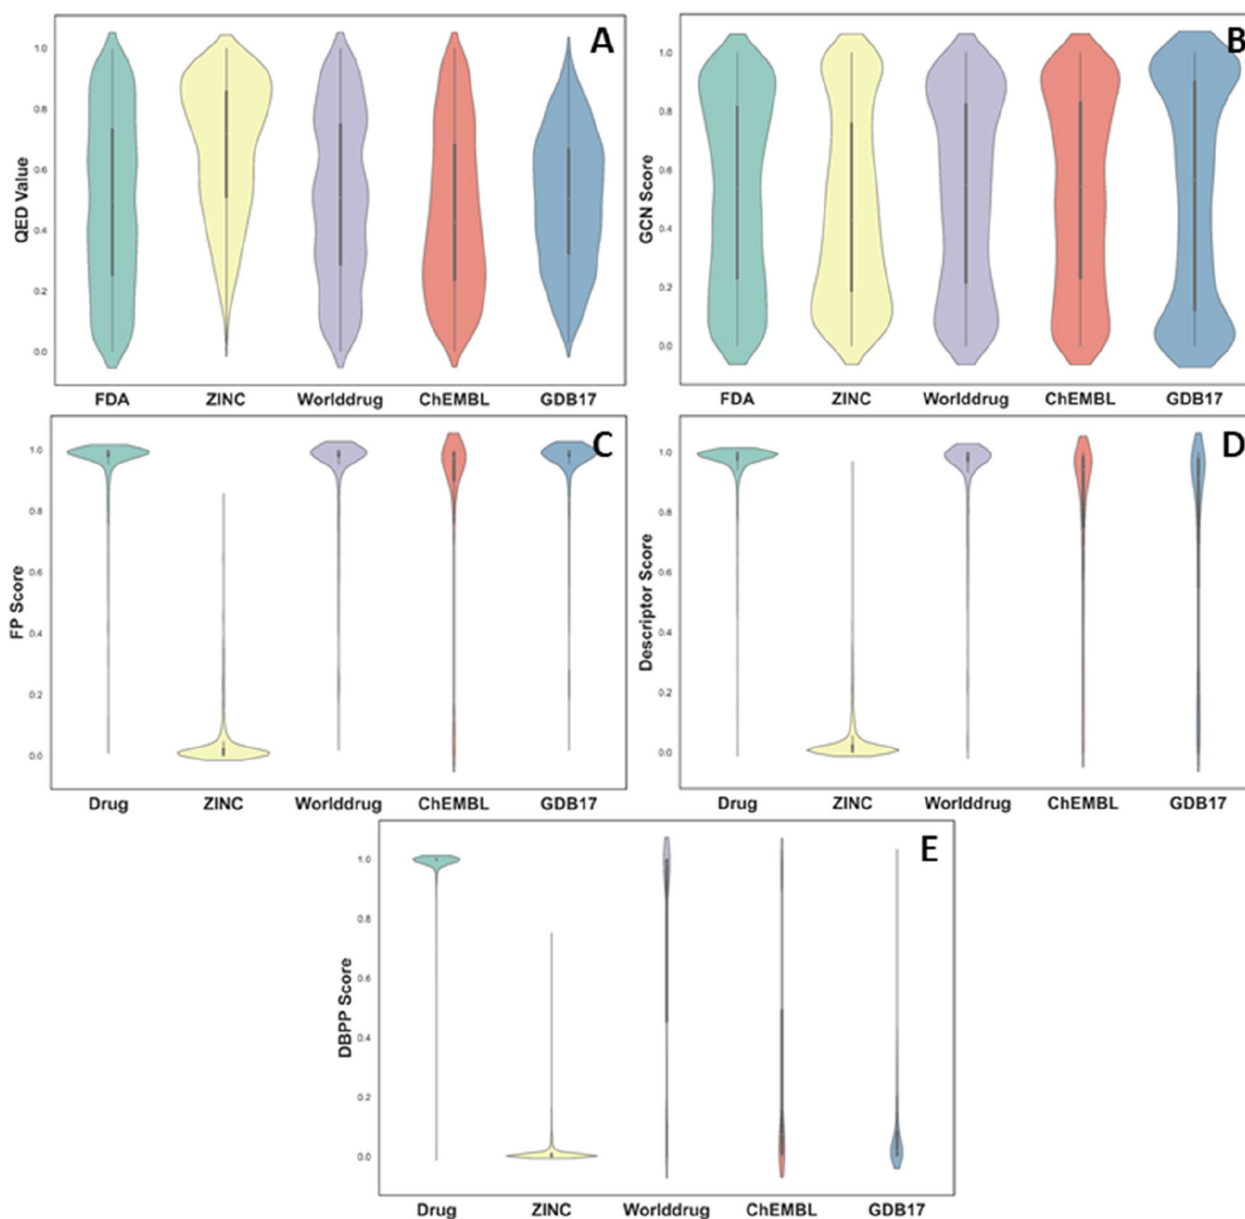 A
1.0
0.8
0.6
0.4
0.2
0.0
QED Value
FDA ZINC Worlddrug ChEMBL GDB17
B
1.0
0.8
0.6
0.4
0.2
0.0
GCN Score
FDA ZINC Worlddrug ChEMBL GDB17
C
1.0
0.8
0.6
0.4
0.2
0.0
FP Score
Drug ZINC Worlddrug ChEMBL GDB17
D
1.0
0.8
0.6
0.4
0.2
0.0
Descriptor Score
Drug ZINC Worlddrug ChEMBL GDB17
E
1.0
0.8
0.6
0.4
0.2
0.0
DBPP Score
Drug ZINC Worlddrug ChEMBL GDB17